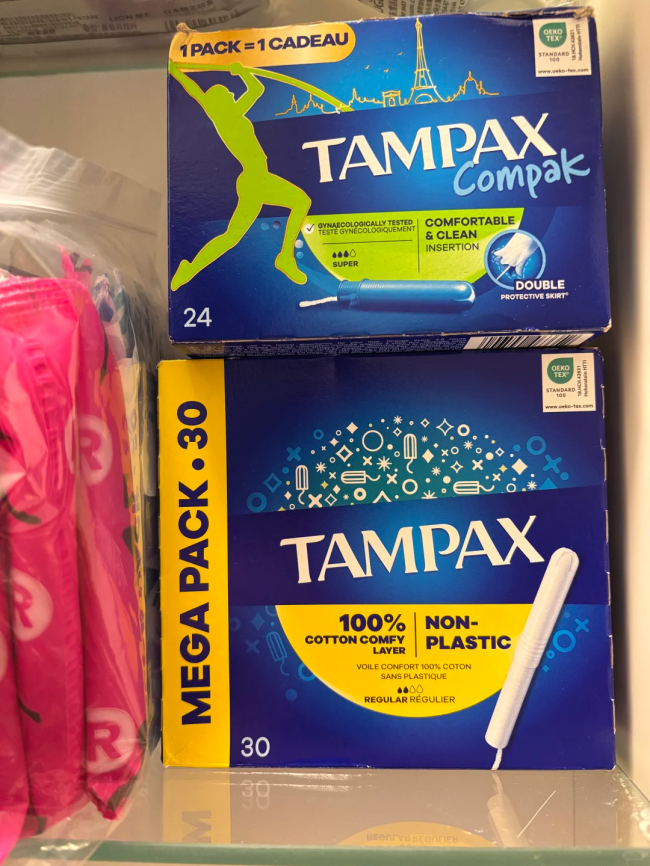 1 PACK = 1 CADEAU
OEKO
TEX®
STANDARD
100
www.oeko-tex.com
TAMPAX
Compak
GYNAECOLOGICALLY TESTED
TESTÉ GYNÉCOLOGIQUEMENT
SUPER
COMFORTABLE
& CLEAN
INSERTION
DOUBLE
PROTECTIVE SKIRT®
24
MEGA PACK • 30
OEKO
TEX®
STANDARD
100
www.oeko-tex.com
TAMPAX
100%
COTTON COMFY
LAYER
NON-
PLASTIC
VOILE CONFORT 100% COTON
SANS PLASTIQUE
REGULAR RÉGULIER
30
R
R
R